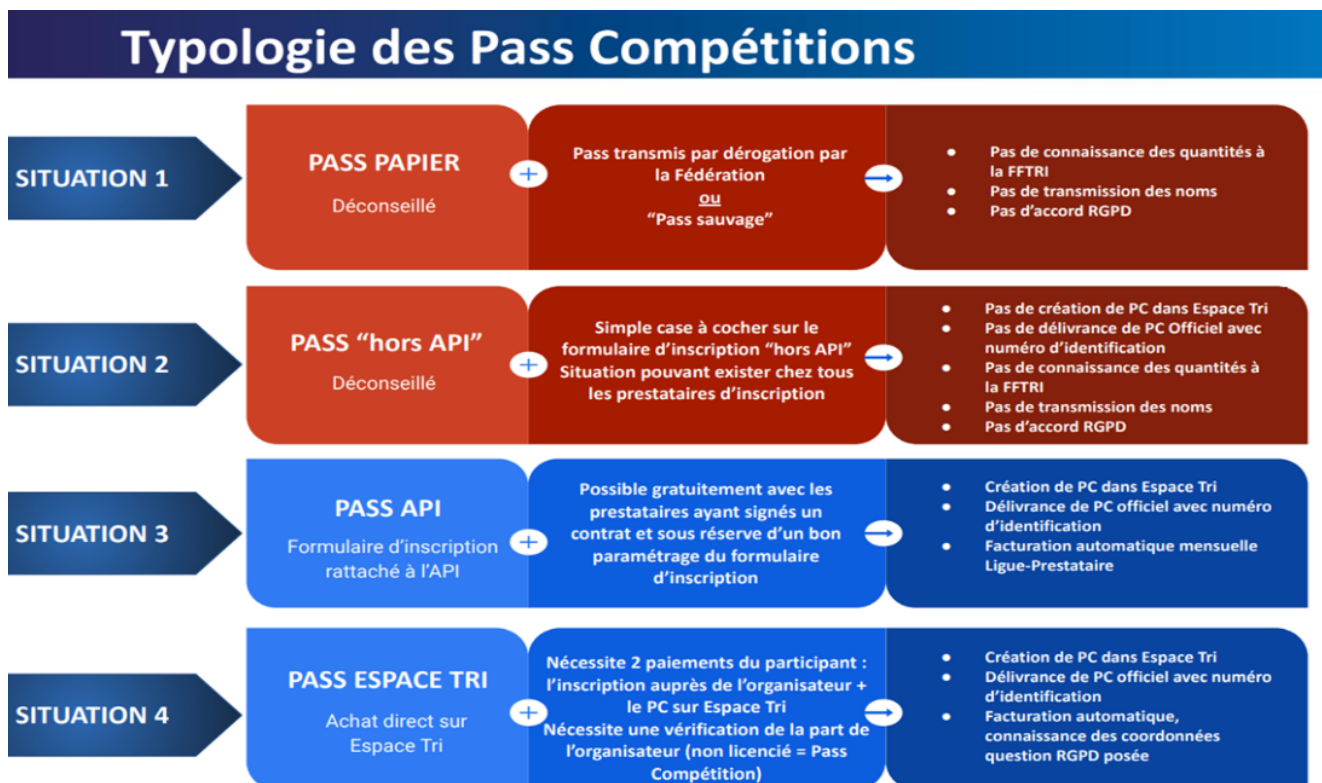 Typologie des Pass Compétitions
SITUATION 1
PASS PAPIER
Déconseillé
+
Pass transmis par dérogation par
la Fédération
ou
“Pass sauvage”
● Pas de connaissance des quantités à
la FFTRI
● Pas de transmission des noms
● Pas d’accord RGPD
SITUATION 2
PASS “hors API”
Déconseillé
+
Simple case à cocher sur le
formulaire d’inscription “hors API”
Situation pouvant exister chez tous
les prestataires d’inscription
● Pas de création de PC dans Espace Tri
● Pas de délivrance de PC Officiel avec
numéro d’identification
● Pas de connaissance des quantités à
la FFTRI
● Pas de transmission des noms
● Pas d’accord RGPD
SITUATION 3
PASS API
Formulaire d’inscription
rattaché à l’API
+
Possible gratuitement avec les
prestataires ayant signés un
contrat et sous réserve d’un bon
paramétrage du formulaire
d’inscription
● Création de PC dans Espace Tri
● Délivrance de PC officiel avec numéro
d’identification
● Facturation automatique mensuelle
Ligue-Prestataire
SITUATION 4
PASS ESPACE TRI
Achat direct sur
Espace Tri
+
Nécessite 2 paiements du participant :
l’inscription auprès de l’organisateur +
le PC sur Espace Tri
Nécessite une vérification de la part de
l’organisateur (non licencié = Pass
Compétition)
● Création de PC dans Espace Tri
● Délivrance de PC officiel avec numéro
d’identification
● Facturation automatique,
connaissance des coordonnées
question RGPD posée